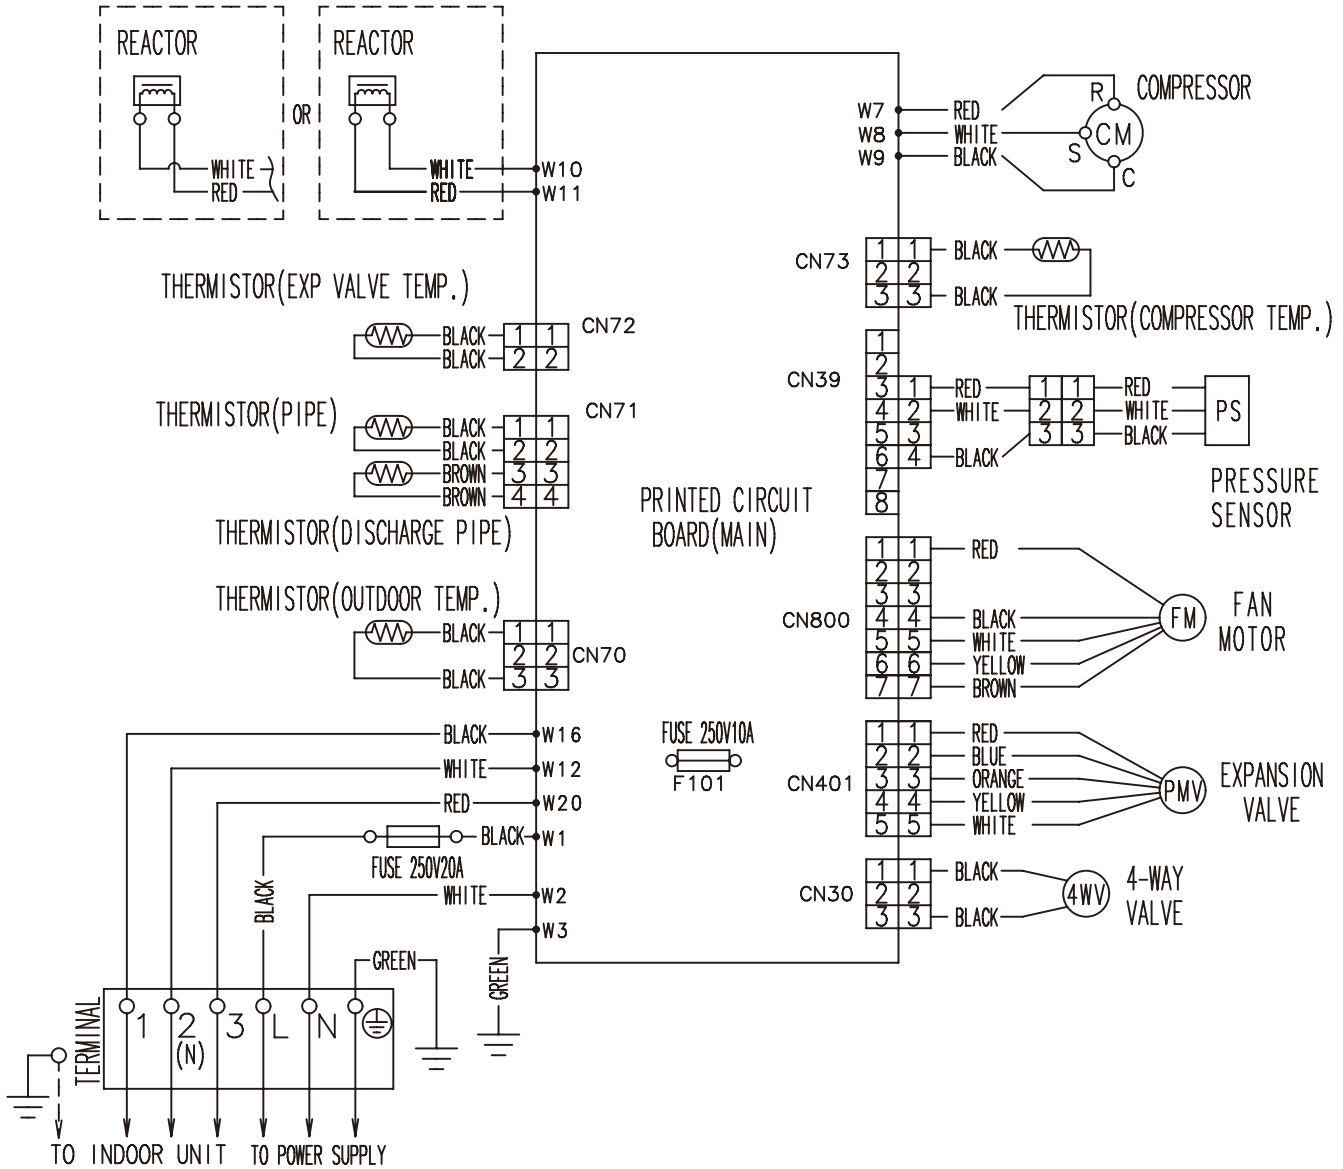 REACTOR
OR
REACTOR
WHITE
RED
WHITE
RED
W10
W11
W7
W8
W9
RED
WHITE
BLACK
R
S
C
CM
COMPRESSOR
CN73
1 1
2 2
3 3
BLACK
BLACK
THERMISTOR(COMPRESSOR TEMP.)
THERMISTOR(EXP VALVE TEMP.)
BLACK
BLACK
1 1
2 2
CN72
THERMISTOR(PIPE)
BLACK
BLACK
BROWN
BROWN
1 1
2 2
3 3
4 4
CN71
THERMISTOR(DISCHARGE PIPE)
CN39
1
2
3 1
4 2
5 3
6 4
7
8
RED
WHITE
BLACK
1 1
2 2
3 3
RED
WHITE
BLACK
PS
PRESSURE
SENSOR
PRINTED CIRCUIT
BOARD(MAIN)
THERMISTOR(OUTDOOR TEMP.)
BLACK
BLACK
1 1
2 2
3 3
CN70
CN800
1 1
2 2
3 3
4 4
5 5
6 6
7 7
RED
BLACK
WHITE
YELLOW
BROWN
FM
FAN
MOTOR
FUSE 250V10A
F101
CN401
1 1
2 2
3 3
4 4
5 5
RED
BLUE
ORANGE
YELLOW
WHITE
PMV
EXPANSION
VALVE
CN30
1 1
2 2
3 3
BLACK
BLACK
4WV
4-WAY
VALVE
BLACK
W16
WHITE
W12
RED
W20
BLACK
W1
FUSE 250V20A
BLACK
WHITE
W2
W3
GREEN
GREEN
TERMINAL
1
2
(N)
3
L
N
TO INDOOR UNIT
TO POWER SUPPLY